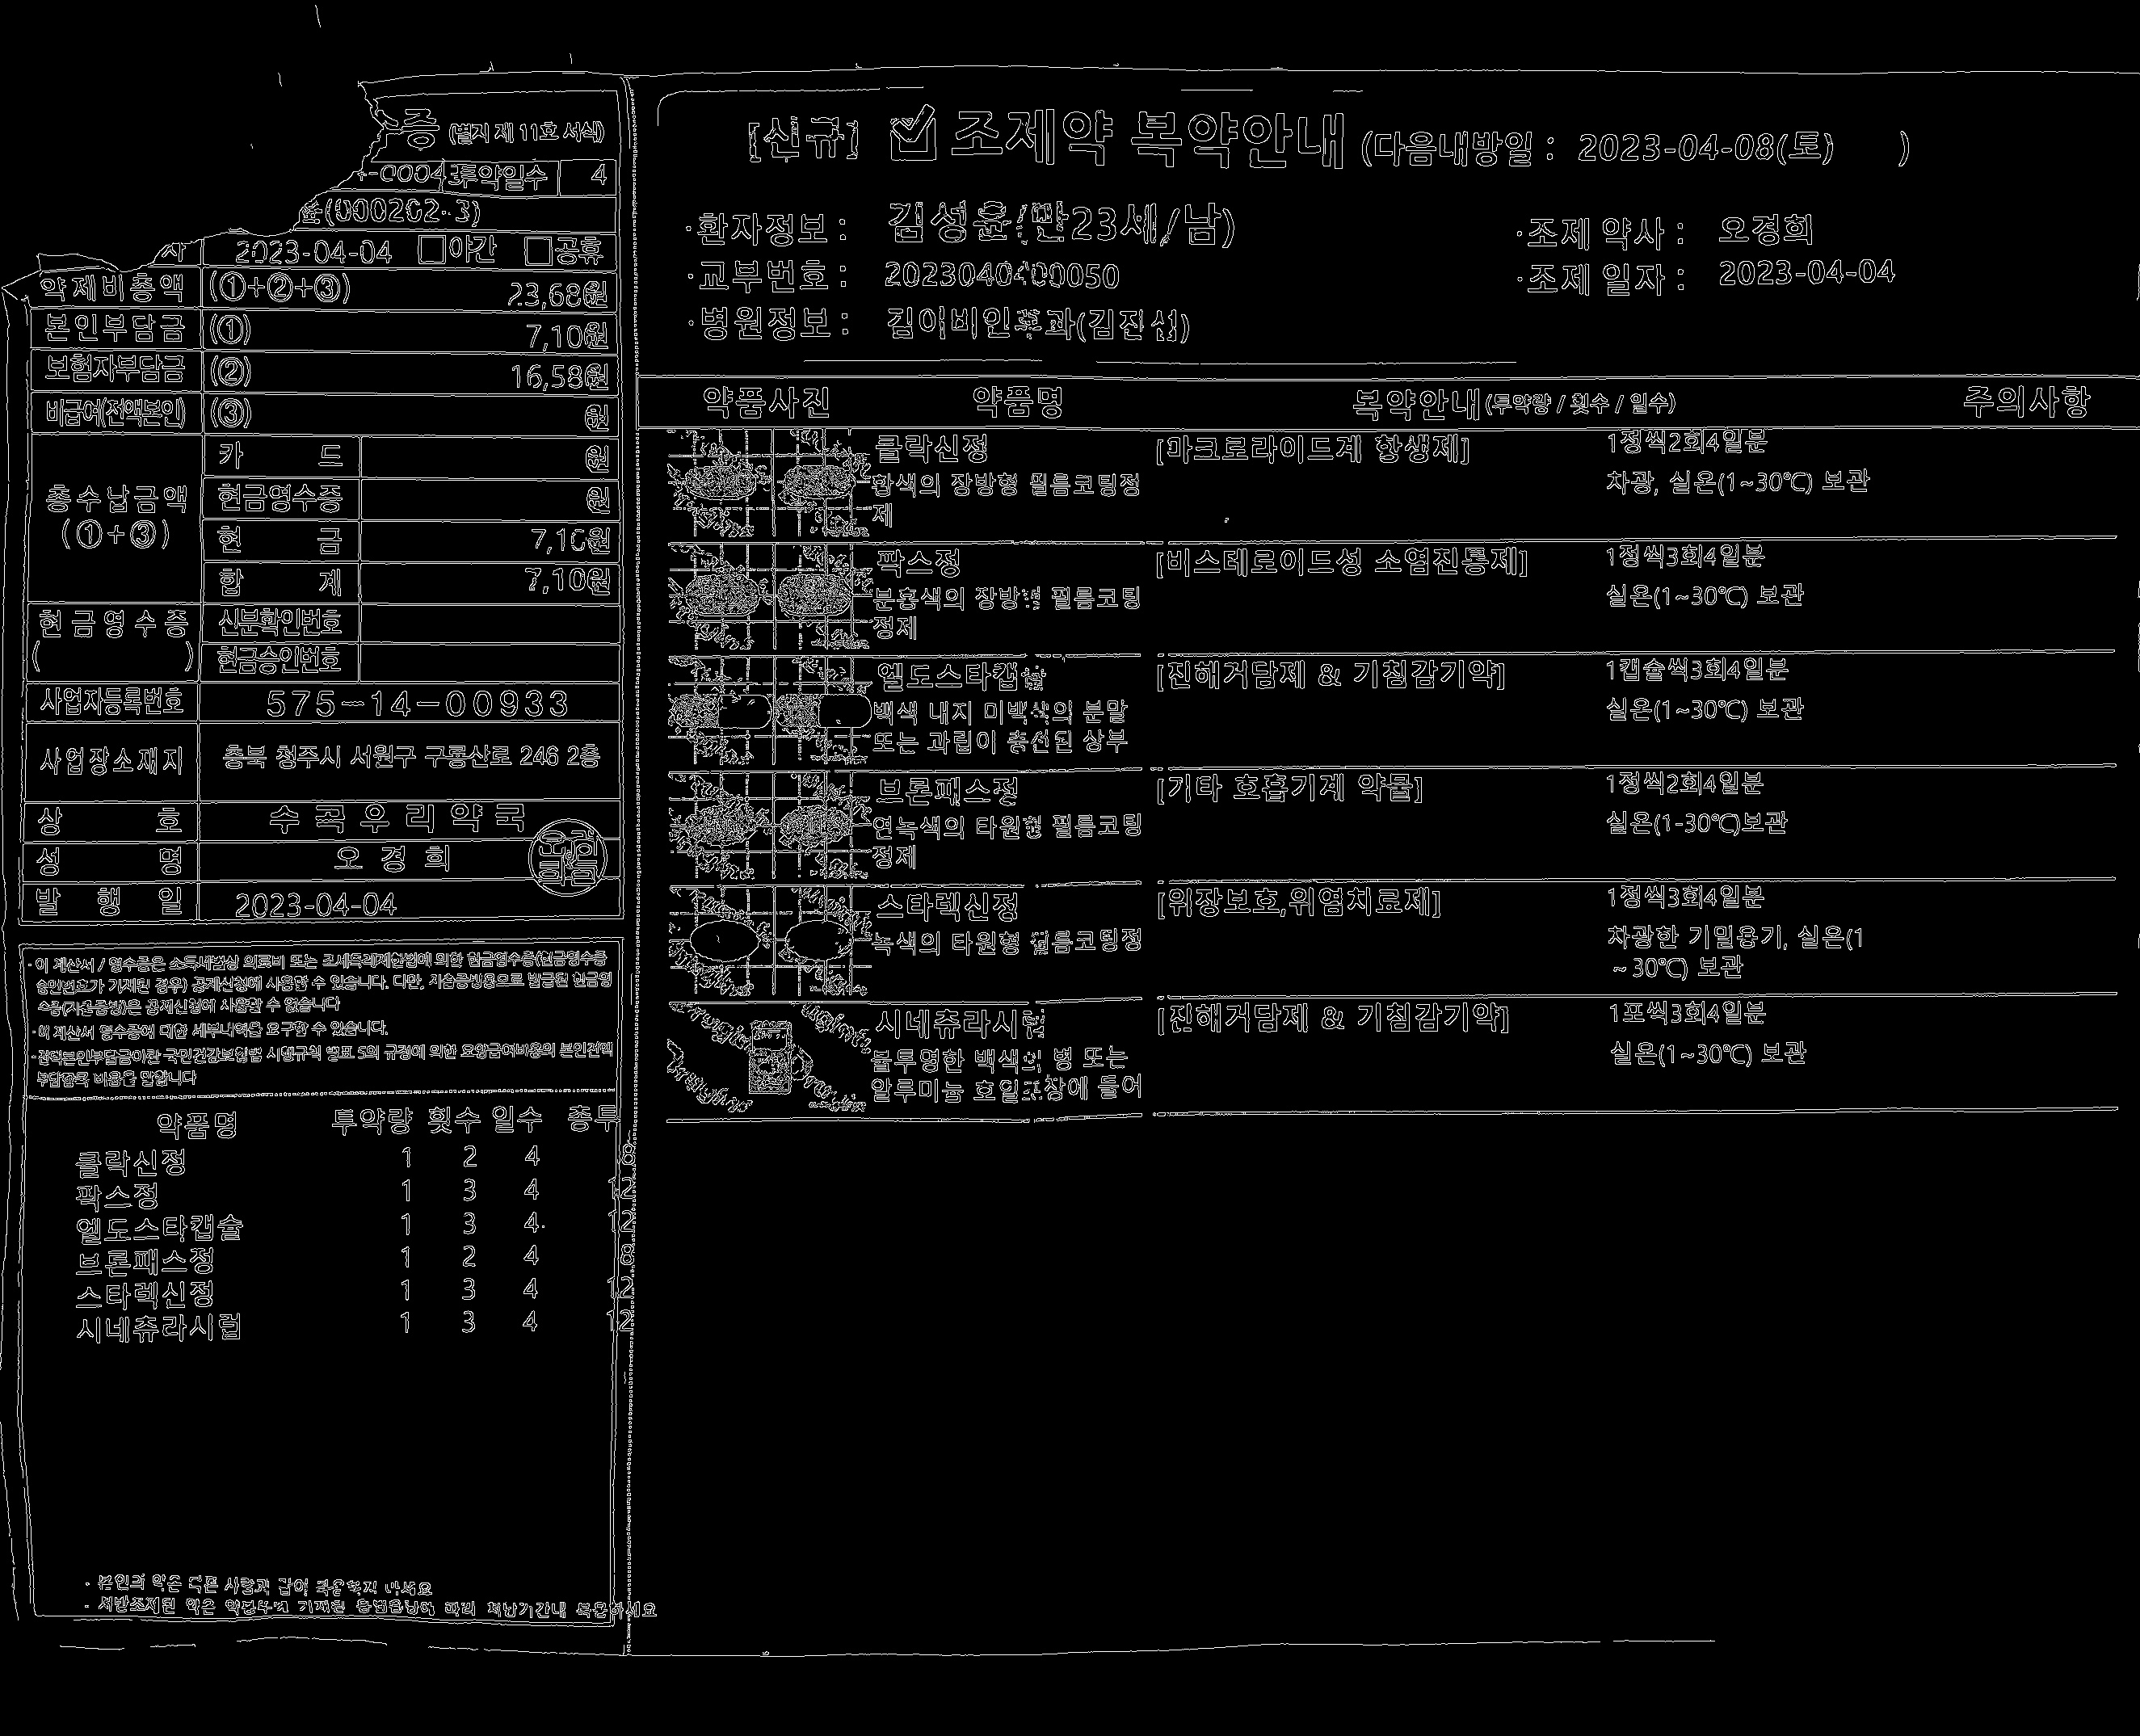 증 (별지 제 11호 서식)
투약일수 4
2023-04-04 □야간 □공휴
약제비총액 (①+②+③) 23,680원
본인부담금 (①) 7,100원
보험자부담금 (②) 16,580원
비급여(전액본인) (③) 원
총수납금액 (①+③)
카 드 원
현금영수증 원
현 금 7,100원
합 계 7,100원
현금영수증 ( )
신분확인번호
현금승인번호
사업자등록번호 575-14-00933
사업장소재지 충북 청주시 서원구 구룡산로 246 2층
상 호 수곡우리약국
성 명 오경희
발 행 일 2023-04-04
· 이 계산서 / 영수증은 소득세법상 의료비 또는 조세특례제한법에 의한 현금영수증(현금영수증
승인번호가 기재된 경우) 공제신청에 사용할 수 있습니다. 다만, 지출증빙용으로 발급된 현금영
수증(지출증빙)은 공제신청에 사용할 수 없습니다
· 이 계산서 영수증에 대한 세부내역을 요구할 수 있습니다.
· 전액본인부담금이란 국민건강보험법 시행규칙 별표 5의 규정에 의한 요양급여비용의 본인전액
부담항목 비용을 말합니다
약품명 투약량 횟수 일수 총투
클락신정 1 2 4 8
팍스정 1 3 4 12
엘도스타캡슐 1 3 4 12
브론패스정 1 2 4 8
스타렉신정 1 3 4 12
시네츄라시럽 1 3 4 12
· 본인의 약은 다른 사람과 같이 복용하지 마세요
· 처방조제된 약은 약봉투에 기재된 용법용량에 따라 처방기간내 복용하세요
[신규] ☑ 조제약 복약안내 (다음내방일 : 2023-04-08(토) )
·환자정보 : 김성윤(만23세/남)
·조제 약사 : 오경희
·교부번호 : 2023040400050
·조제 일자 : 2023-04-04
·병원정보 : 김이비인후과(김진성)
약품사진 약품명 복약안내(투약량 / 횟수 / 일수) 주의사항
클락신정 [마크로라이드계 항생제] 1정씩2회4일분
황색의 장방형 필름코팅정 차광, 실온(1~30℃) 보관
제
팍스정 [비스테로이드성 소염진통제] 1정씩3회4일분
분홍색의 장방형 필름코팅 실온(1~30℃) 보관
정제
엘도스타캡슐 [진해거담제 & 기침감기약] 1캡슐씩3회4일분
백색 내지 미백색의 분말 실온(1~30℃) 보관
또는 과립이 충전된 상부
브론패스정 [기타 호흡기계 약물] 1정씩2회4일분
연녹색의 타원형 필름코팅 실온(1-30℃)보관
정제
스타렉신정 [위장보호,위염치료제] 1정씩3회4일분
녹색의 타원형 필름코팅정 차광한 기밀용기, 실온(1
~30℃) 보관
시네츄라시럽 [진해거담제 & 기침감기약] 1포씩3회4일분
불투명한 백색의 병 또는 실온(1~30℃) 보관
알루미늄 호일포장에 들어